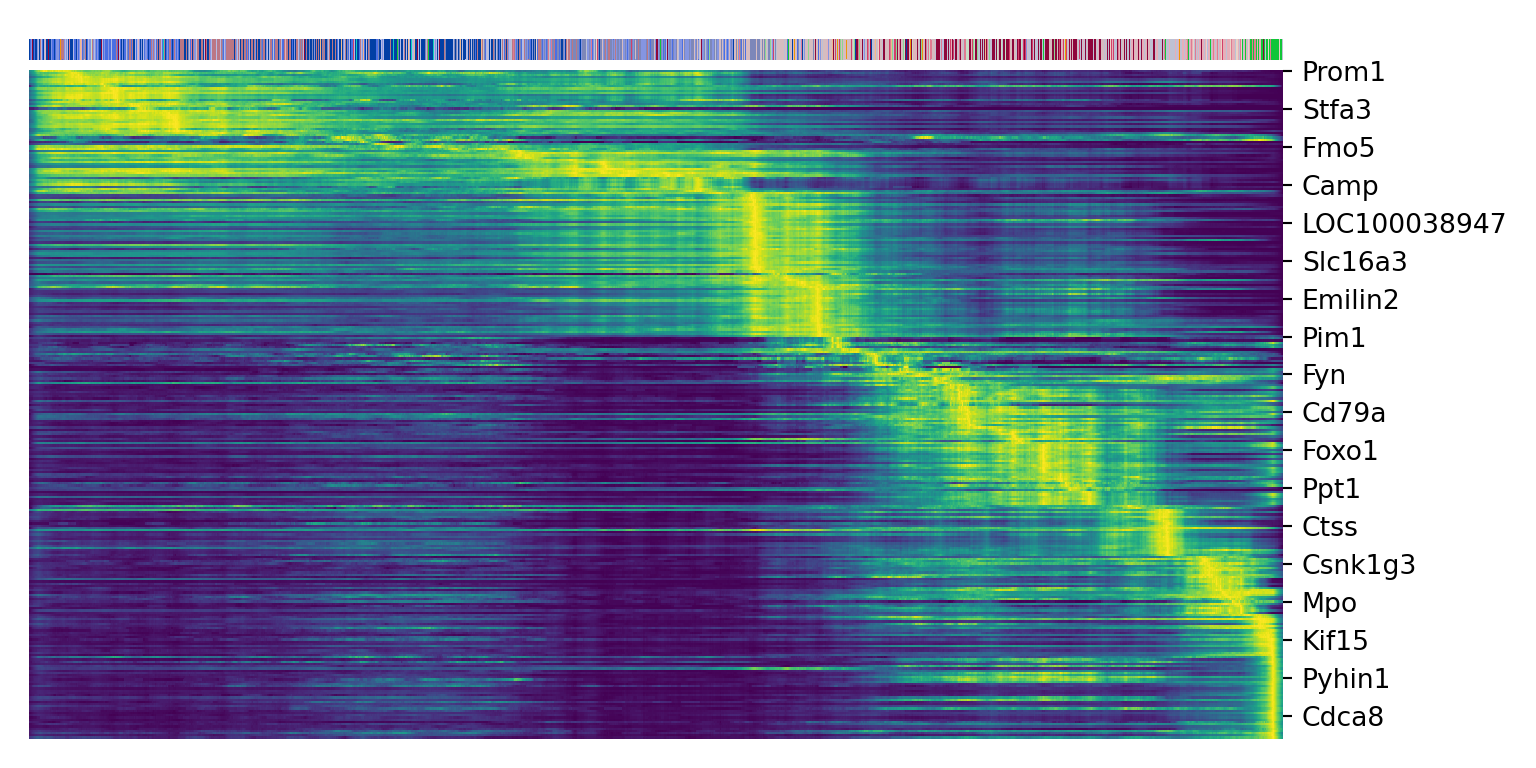 Prom1
Stfa3
Fmo5
Camp
LOC100038947
Slc16a3
Emilin2
Pim1
Fyn
Cd79a
Foxo1
Ppt1
Ctss
Csnk1g3
Mpo
Kif15
Pyhin1
Cdca8